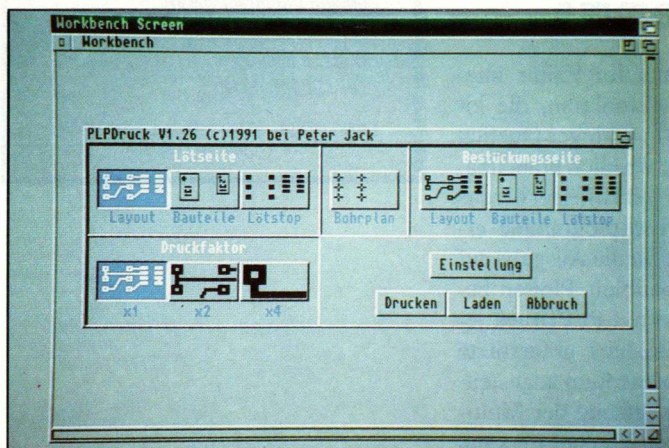 Workbench Screen
Workbench
PLPDruck V1.26 (c)1991 bei Peter Jack
Lötseite
Bestückungsseite
Layout Bauteile Lötstop
Bohrplan
Layout Bauteile Lötstop
Druckfaktor
x1 x2 x4
Einstellung
Drucken Laden Abbruch